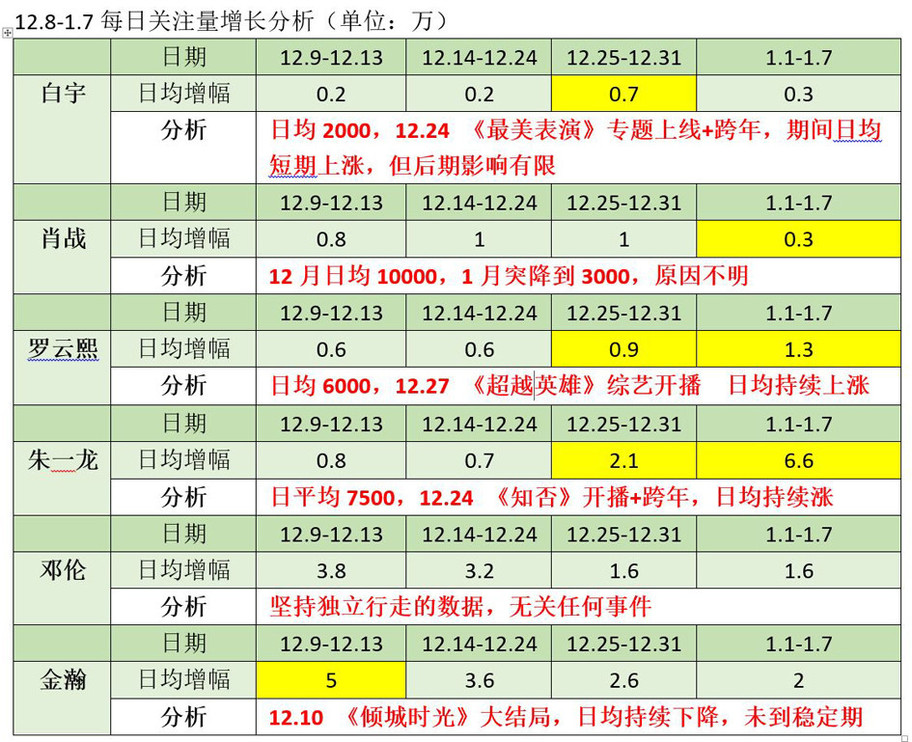 12.8-1.7 每日关注量增长分析（单位：万）
日期 12.9-12.13 12.14-12.24 12.25-12.31 1.1-1.7
白宇 日均增幅 0.2 0.2 0.7 0.3
分析 日均 2000，12.24 《最美表演》专题上线+跨年，期间日均
短期上涨，但后期影响有限
日期 12.9-12.13 12.14-12.24 12.25-12.31 1.1-1.7
肖战 日均增幅 0.8 1 1 0.3
分析 12 月日均 10000，1 月突降到 3000，原因不明
日期 12.9-12.13 12.14-12.24 12.25-12.31 1.1-1.7
罗云熙 日均增幅 0.6 0.6 0.9 1.3
分析 日均 6000，12.27 《超越英雄》综艺开播 日均持续上涨
日期 12.9-12.13 12.14-12.24 12.25-12.31 1.1-1.7
朱一龙 日均增幅 0.8 0.7 2.1 6.6
分析 日平均 7500，12.24 《知否》开播+跨年，日均持续涨
日期 12.9-12.13 12.14-12.24 12.25-12.31 1.1-1.7
邓伦 日均增幅 3.8 3.2 1.6 1.6
分析 坚持独立行走的数据，无关任何事件
日期 12.9-12.13 12.14-12.24 12.25-12.31 1.1-1.7
金瀚 日均增幅 5 3.6 2.6 2
分析 12.10 《倾城时光》大结局，日均持续下降，未到稳定期